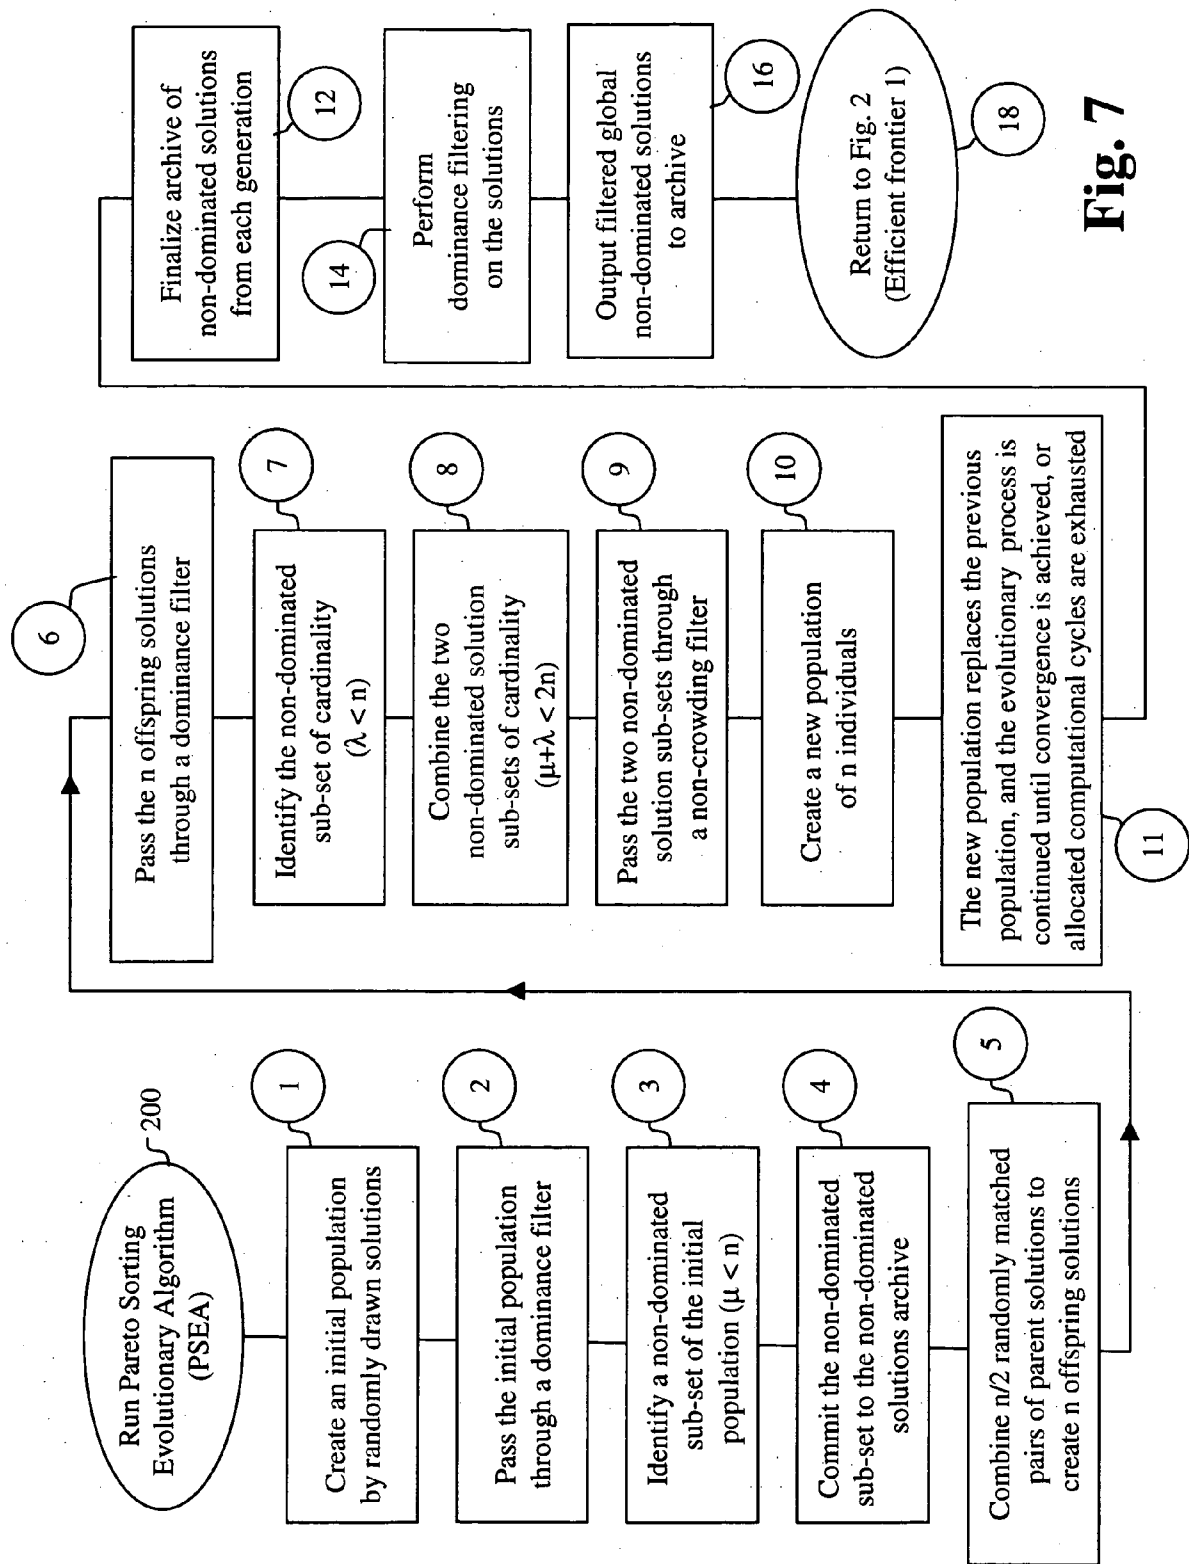 Run Pareto Sorting
Evolutionary Algorithm
(PSEA)
200
Create an initial population
by randomly drawn solutions
1
Pass the initial population
through a dominance filter
2
Identify a non-dominated
sub-set of the initial
population (μ < n)
3
Commit the non-dominated
sub-set to the non-dominated
solutions archive
4
Combine n/2 randomly matched
pairs of parent solutions to
create n offspring solutions
5
6
Pass the n offspring solutions
through a dominance filter
Identify the non-dominated
sub-set of cardinality
(λ < n)
7
Combine the two
non-dominated solution
sub-sets of cardinality
(μ+λ < 2n)
8
Pass the two non-dominated
solution sub-sets through
a non-crowding filter
9
Create a new population
of n individuals
10
The new population replaces the previous
population, and the evolutionary process is
continued until convergence is achieved, or
allocated computational cycles are exhausted
11
Finalize archive of
non-dominated solutions
from each generation
12
14
Perform
dominance filtering
on the solutions
Output filtered global
non-dominated solutions
to archive
16
Return to Fig. 2
(Efficient frontier 1)
18
Fig. 7